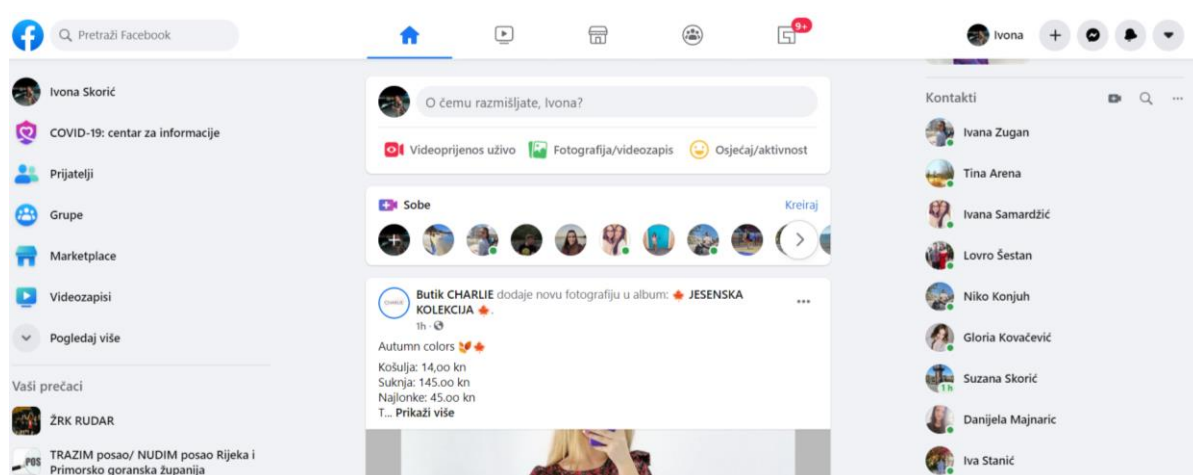 Pretraži Facebook
9+
Ivona
Ivona Skorić
COVID-19: centar za informacije
Prijatelji
Grupe
Marketplace
Videozapisi
Pogledaj više
Vaši prečaci
ŽRK RUDAR
POS
TRAZIM posao/ NUDIM posao Rijeka i
Primorsko goranska županija
O čemu razmišljate, Ivona?
Videoprijenos uživo
Fotografija/videozapis
Osjećaj/aktivnost
Sobe
Kreiraj
CHARLIE
Butik CHARLIE dodaje novu fotografiju u album: 🍁 JESENSKA
KOLEKCIJA 🍁.
1h ·
Autumn colors 🍂🍁
Košulja: 14,oo kn
Suknja: 145.oo kn
Najlonke: 45.oo kn
T... Prikaži više
Kontakti
Ivana Zugan
Tina Arena
Ivana Samardžić
Lovro Šestan
Niko Konjuh
Gloria Kovačević
Suzana Skorić
1 h
Danijela Majnaric
Iva Stanić